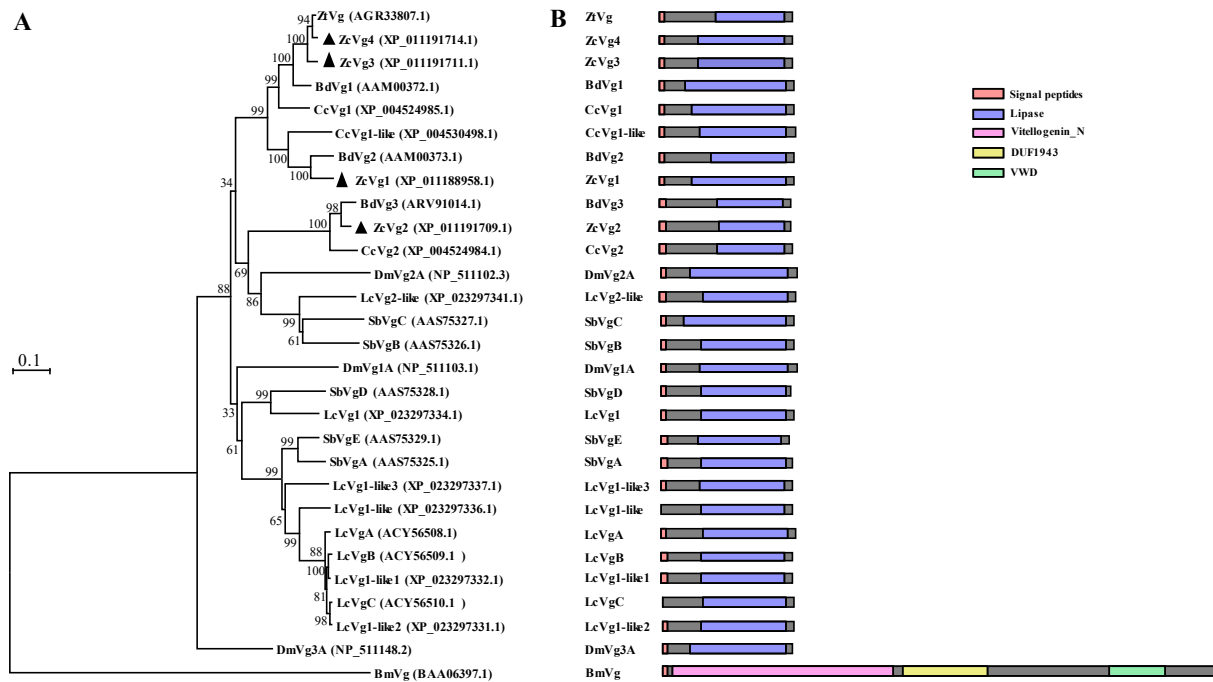 A
94
ZtVg (AGR33807.1)
ZcVg4 (XP_011191714.1)
100
ZcVg3 (XP_011191711.1)
100
BdVg1 (AAM00372.1)
99
CcVg1 (XP_004524985.1)
99
CcVg1-like (XP_004530498.1)
BdVg2 (AAM00373.1)
100
100
ZcVg1 (XP_011188958.1)
34
BdVg3 (ARV91014.1)
98
ZcVg2 (XP_011191709.1)
100
CcVg2 (XP_004524984.1)
69
DmVg2A (NP_511102.3)
88
86
LcVg2-like (XP_023297341.1)
99
SbVgC (AAS75327.1)
61
SbVgB (AAS75326.1)
0.1
DmVg1A (NP_511103.1)
99
SbVgD (AAS75328.1)
33
LcVg1 (XP_023297334.1)
61
SbVgE (AAS75329.1)
99
SbVgA (AAS75325.1)
99
LcVg1-like3 (XP_023297337.1)
65
LcVg1-like (XP_023297336.1)
99
LcVgA (ACY56508.1)
88
LcVgB (ACY56509.1 )
100
LcVg1-like1 (XP_023297332.1)
81
LcVgC (ACY56510.1 )
98
LcVg1-like2 (XP_023297331.1)
DmVg3A (NP_511148.2)
BmVg (BAA06397.1)
B
ZtVg
ZcVg4
ZcVg3
BdVg1
CcVg1
CcVg1-like
BdVg2
ZcVg1
BdVg3
ZcVg2
CcVg2
DmVg2A
LcVg2-like
SbVgC
SbVgB
DmVg1A
SbVgD
LcVg1
SbVgE
SbVgA
LcVg1-like3
LcVg1-like
LcVgA
LcVgB
LcVg1-like1
LcVgC
LcVg1-like2
DmVg3A
BmVg
Signal peptides
Lipase
Vitellogenin_N
DUF1943
VWD